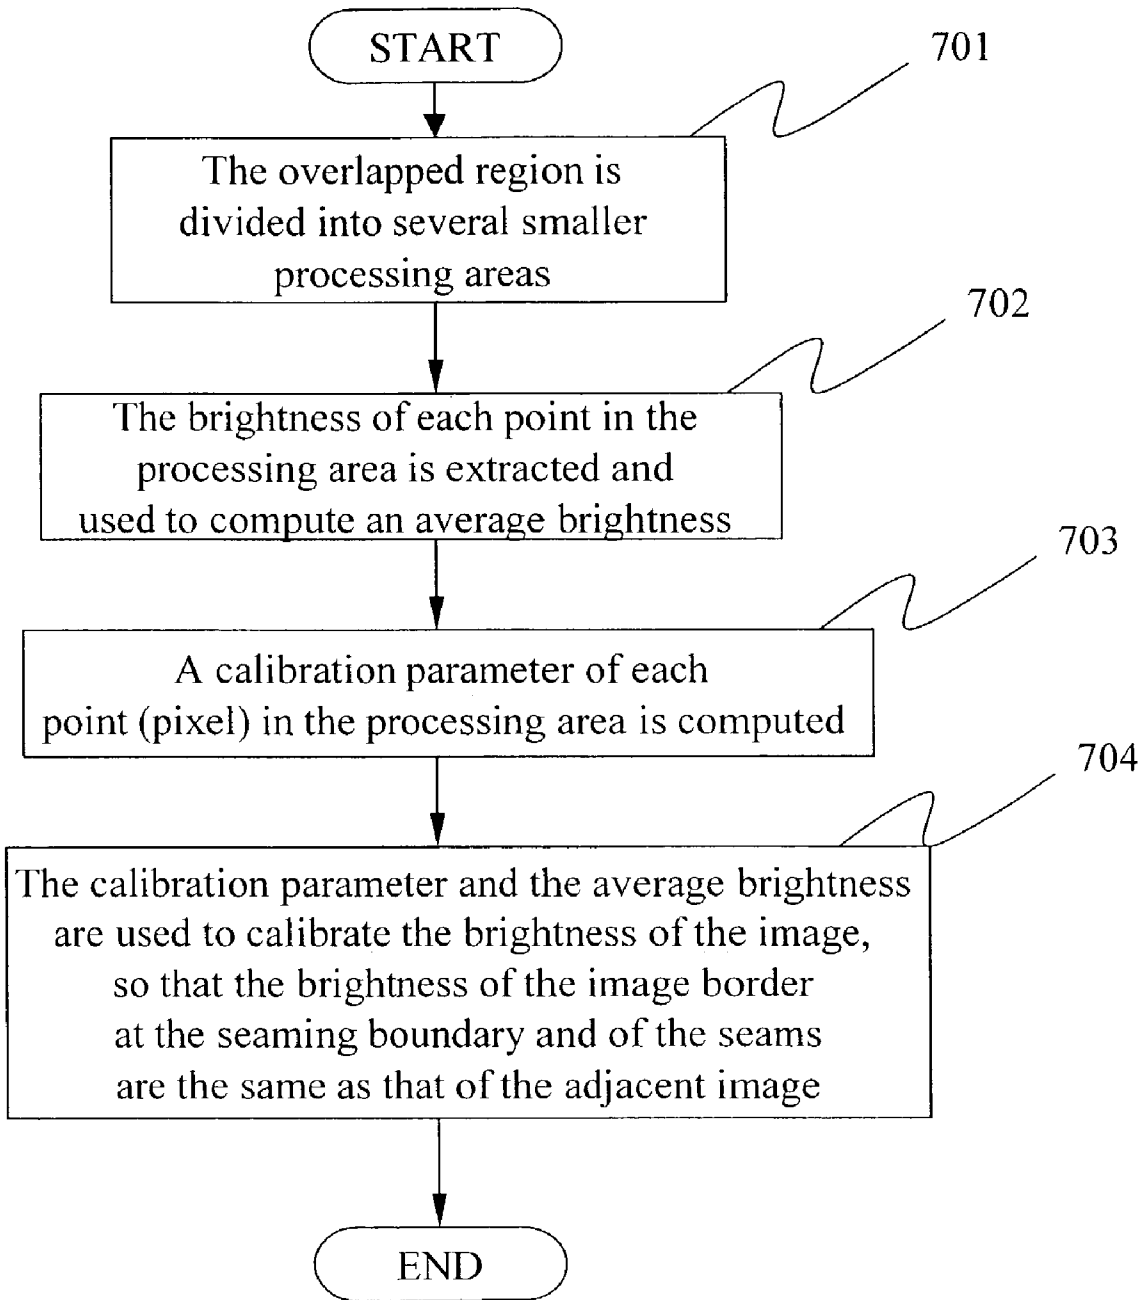 START
701
The overlapped region is
divided into several smaller
processing areas
702
The brightness of each point in the
processing area is extracted and
used to compute an average brightness
703
A calibration parameter of each
point (pixel) in the processing area is computed
704
The calibration parameter and the average brightness
are used to calibrate the brightness of the image,
so that the brightness of the image border
at the seaming boundary and of the seams
are the same as that of the adjacent image
END